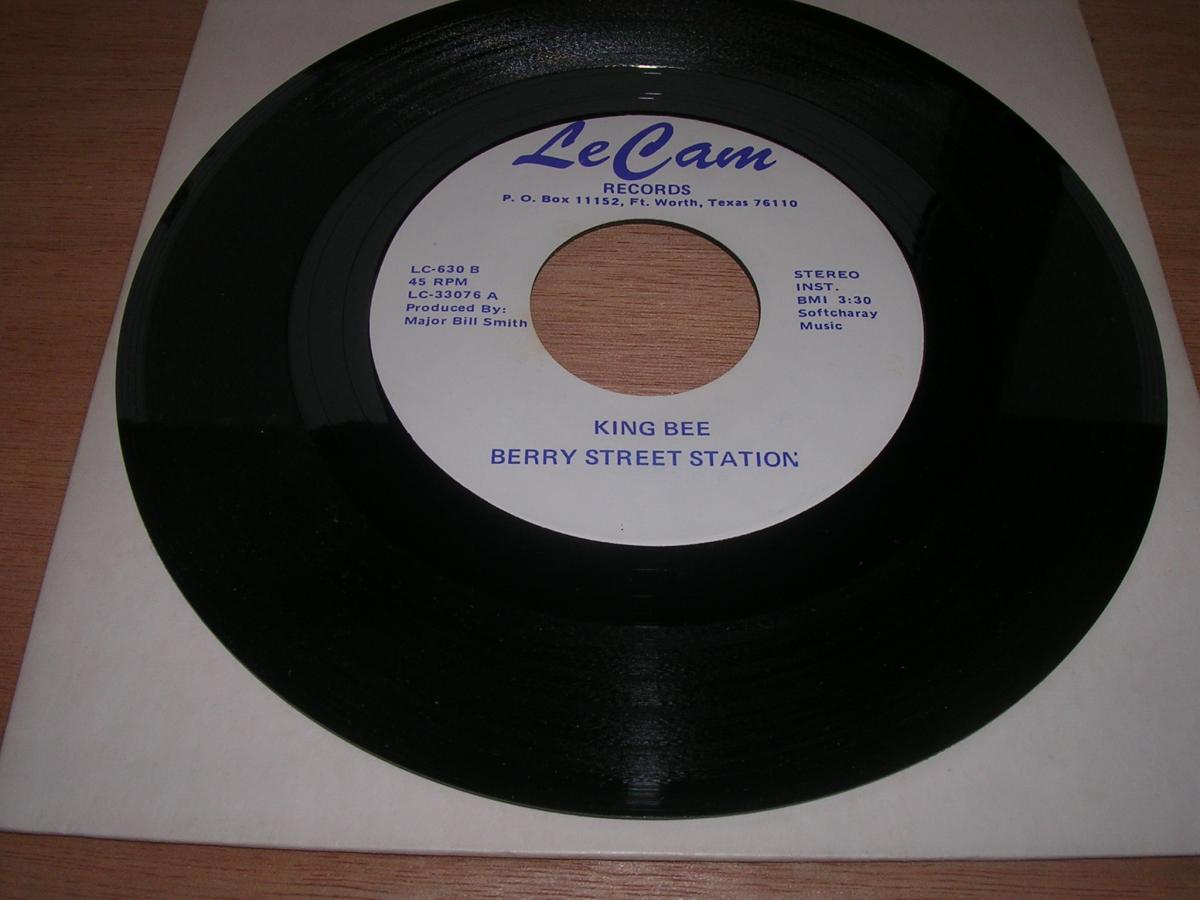 LeCam
RECORDS
P. O. Box 11152, Ft. Worth, Texas 76110
LC-630 B
45 RPM
LC-33076 A
Produced By:
Major Bill Smith
STEREO
INST.
BMI 3:30
Softcharay
Music
KING BEE
BERRY STREET STATION